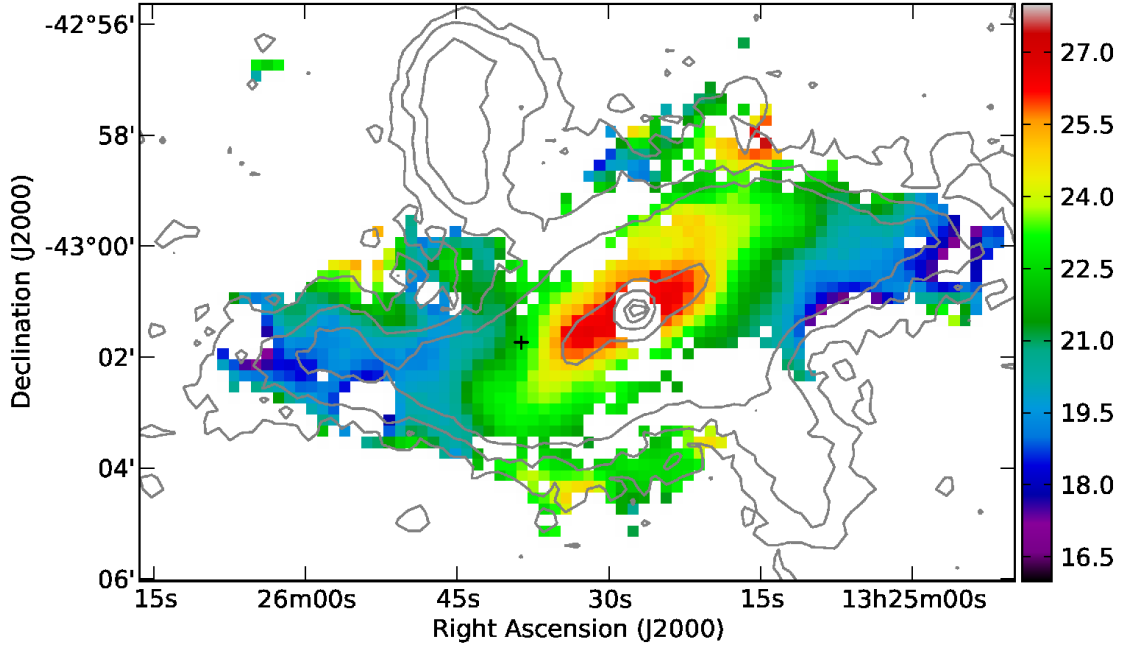 -42°56'
58'
-43°00'
02'
04'
06'
Declination (J2000)
15s
26m00s
45s
30s
15s
13h25m00s
Right Ascension (J2000)
27.0
25.5
24.0
22.5
21.0
19.5
18.0
16.5